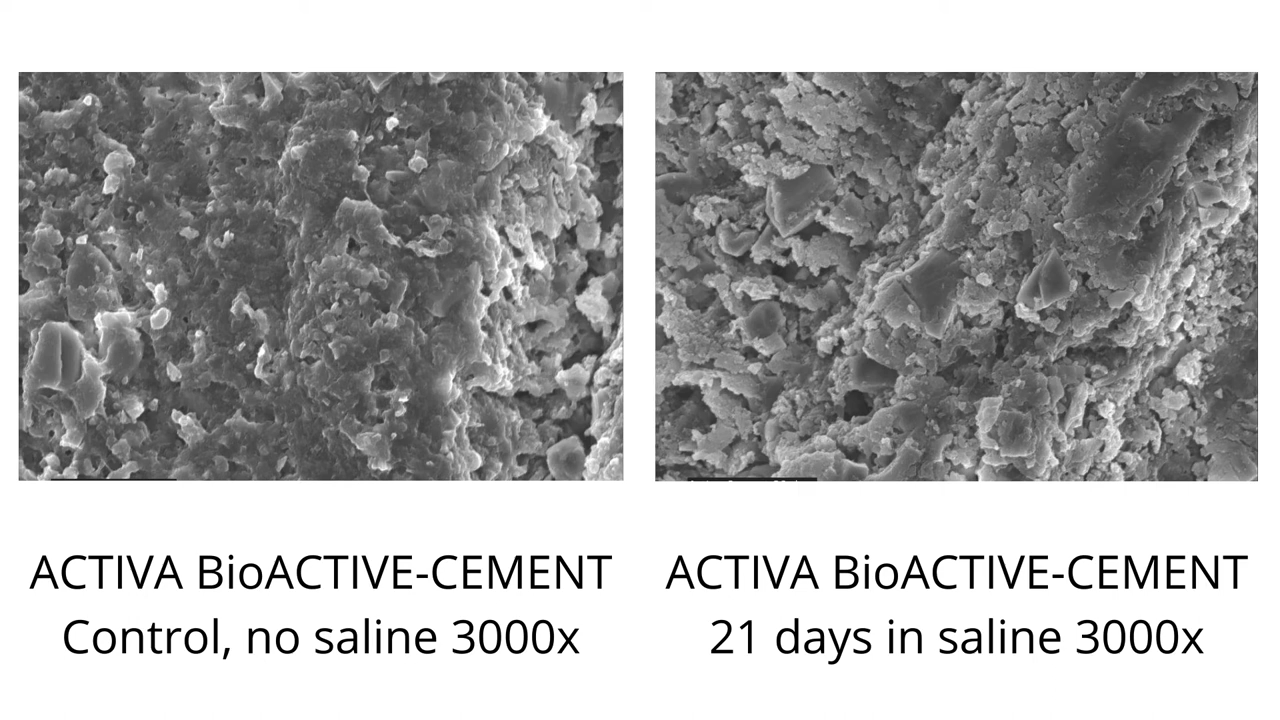 ACTIVA BioACTIVE-CEMENT
Control, no saline 3000x
ACTIVA BioACTIVE-CEMENT
21 days in saline 3000x